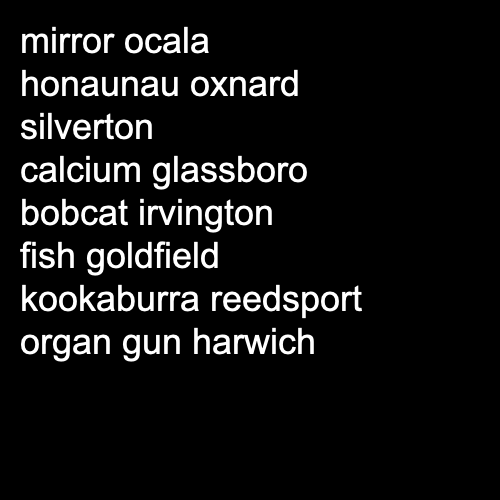 mirror ocala
honaunau oxnard
silverton
calcium glassboro
bobcat irvington
fish goldfield
kookaburra reedsport
organ gun harwich